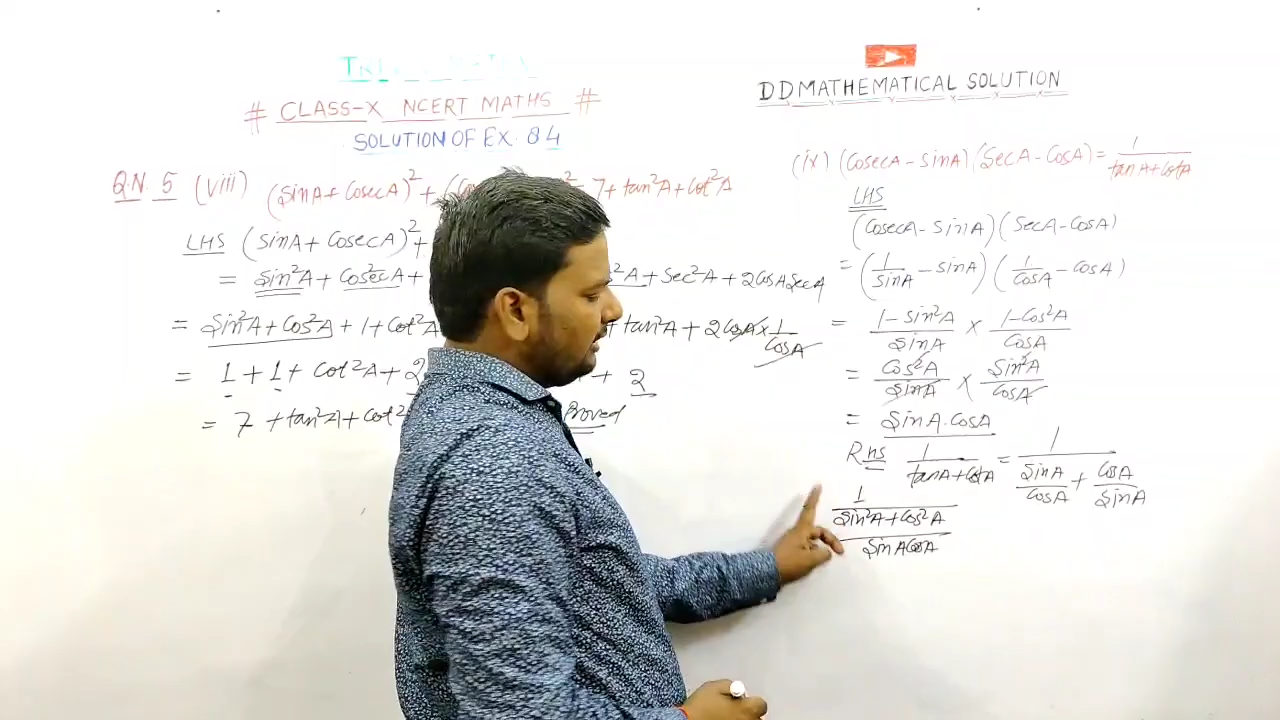 # CLASS-X NCERT MATHS #
SOLUTION OF EX. 8.4
Q.N. 5 (viii) (sinA + cosecA)² + = 7 + tan²A + cot²A
LHS (sinA + cosecA)² +
= sin²A + cosec²A + + sec²A + 2cosA secA
= sin²A + cos²A + 1 + cot²A + tan²A + 2cosA × 1/cosA
= 1 + 1 + cot²A + 2 + 2
= 7 + tan²A + cot² Proved
DDMATHEMATICAL SOLUTION
(ix) (cosecA - sinA) (secA - cosA) = 1/(tanA + cotA)
LHS
(cosecA - sinA) (secA - cosA)
= (1/sinA - sinA) (1/cosA - cosA)
= (1 - sin²A)/sinA × (1 - cos²A)/cosA
= cos²A/sinA × sin²A/cosA
= sinA . cosA
Rhs 1/(tanA + cotA) = 1/(sinA/cosA + cosA/sinA)
1/((sin²A + cos²A)/(sinA cosA))